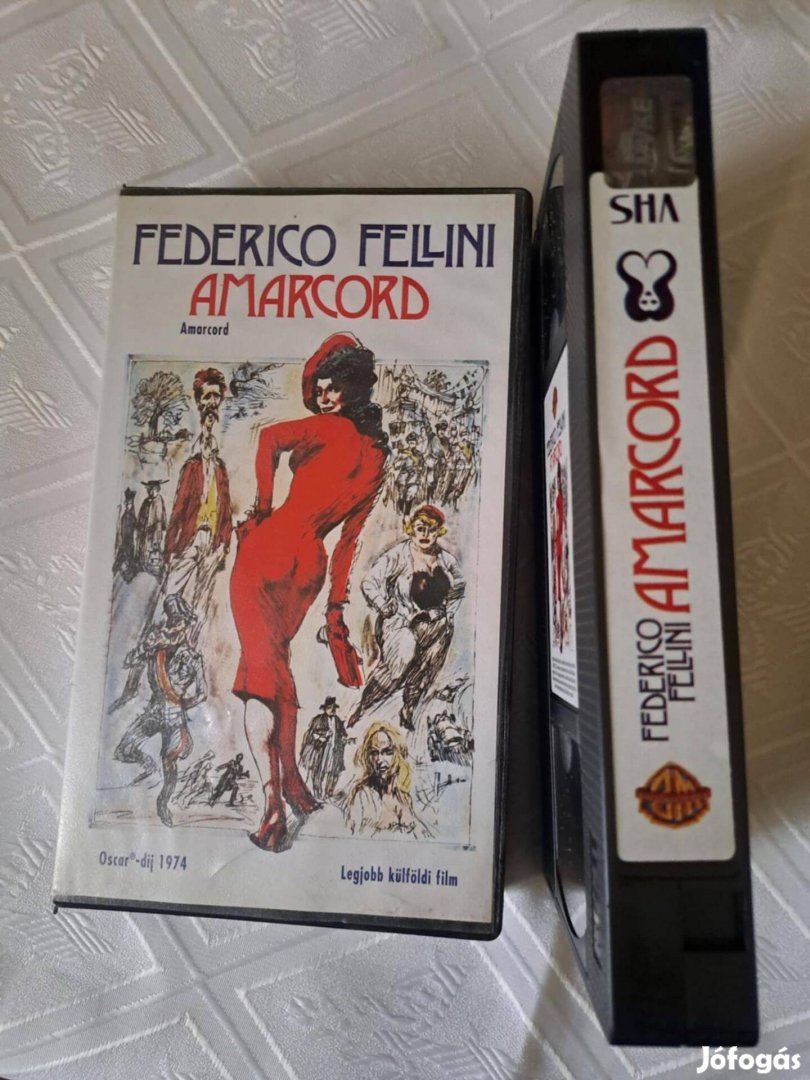 FEDERICO FELLINI
AMARCORD
Amarcord
Oscar®-díj 1974
Legjobb külföldi film
SHA
FEDERICO
FELLINI
AMARCORD
Jófogás